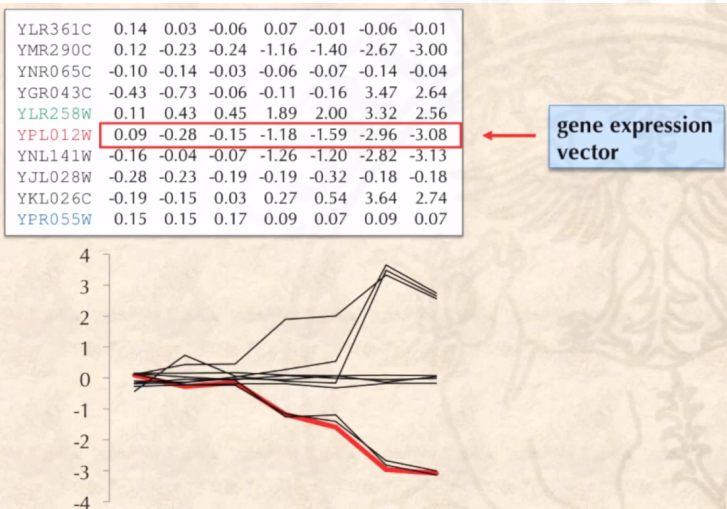 YLR361C 0.14 0.03 -0.06 0.07 -0.01 -0.06 -0.01
YMR290C 0.12 -0.23 -0.24 -1.16 -1.40 -2.67 -3.00
YNR065C -0.10 -0.14 -0.03 -0.06 -0.07 -0.14 -0.04
YGR043C -0.43 -0.73 -0.06 -0.11 -0.16 3.47 2.64
YLR258W 0.11 0.43 0.45 1.89 2.00 3.32 2.56
YPL012W 0.09 -0.28 -0.15 -1.18 -1.59 -2.96 -3.08
YNL141W -0.16 -0.04 -0.07 -1.26 -1.20 -2.82 -3.13
YJL028W -0.28 -0.23 -0.19 -0.19 -0.32 -0.18 -0.18
YKL026C -0.19 -0.15 0.03 0.27 0.54 3.64 2.74
YPR055W 0.15 0.15 0.17 0.09 0.07 0.09 0.07
gene expression
vector
4
3
2
1
0
-1
-2
-3
-4